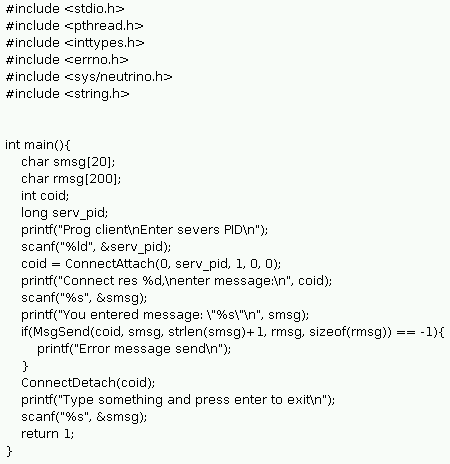 #include <stdio.h>
#include <pthread.h>
#include <inttypes.h>
#include <errno.h>
#include <sys/neutrino.h>
#include <string.h>
int main(){
char smsg[20];
char rmsg[200];
int coid;
long serv_pid;
printf("Prog client\nEnter severs PID\n");
scanf("%ld", &serv_pid);
coid = ConnectAttach(0, serv_pid, 1, 0, 0);
printf("Connect res %d,\nenter message:\n", coid);
scanf("%s", &smsg);
printf("You entered message: \"%s\"\n", smsg);
if(MsgSend(coid, smsg, strlen(smsg)+1, rmsg, sizeof(rmsg)) == -1){
printf("Error message send\n");
}
ConnectDetach(coid);
printf("Type something and press enter to exit\n");
scanf("%s", &smsg);
return 1;
}